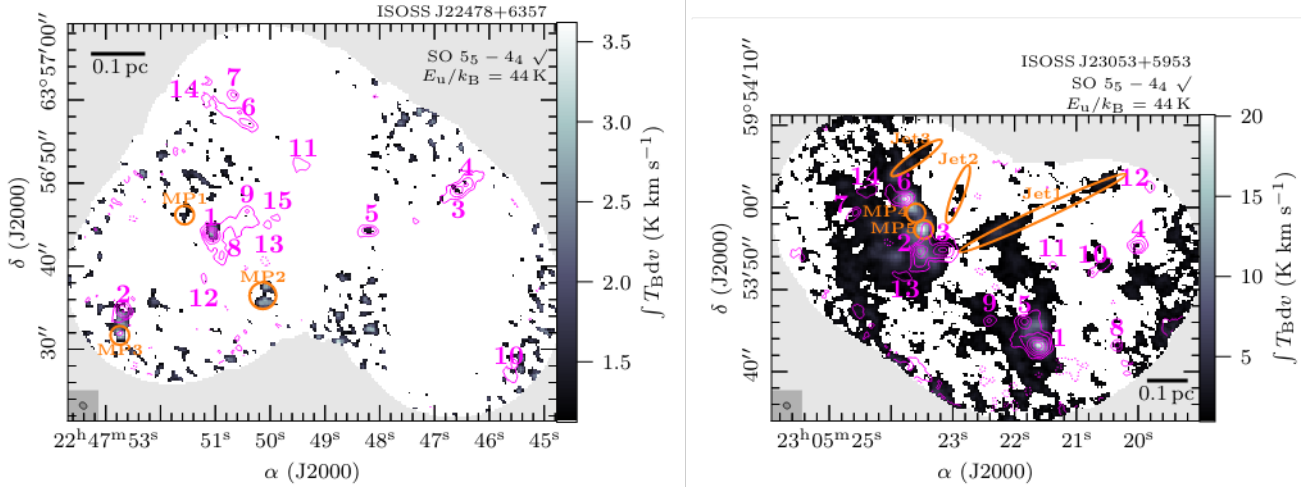 ISOSS J22478+6357
SO 5₅ − 4₄ √
E_u/k_B = 44 K
0.1 pc
14
7
6
11
4
3
MP1
9
15
1
5
8
13
MP2
12
2
MP3
10
63°57′00″
56′50″
40″
30″
δ (J2000)
22ʰ47ᵐ53ˢ 51ˢ 50ˢ 49ˢ 48ˢ 46ˢ 45ˢ
α (J2000)
3.5
3.0
2.5
2.0
1.5
∫ T_B dv (K km s⁻¹)
ISOSS J23053+5953
SO 5₅ − 4₄ √
E_u/k_B = 44 K
Jet3
Jet2
Jet1
14
6
12
7
MP4
MP5
2
3
4
11
10
13
9
5
8
1
0.1 pc
59°54′10″
00″
53′50″
40″
δ (J2000)
23ʰ05ᵐ25ˢ 23ˢ 22ˢ 21ˢ 20ˢ
α (J2000)
20
15
10
5
∫ T_B dv (K km s⁻¹)